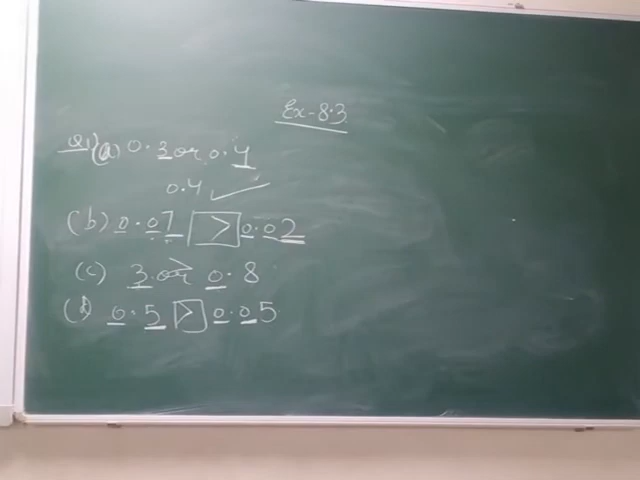 Ex-8.3
Q1) (a) 0.3 or 0.4
0.4 ✓
(b) 0.07 > 0.02
(c) 3 or > 0.8
(d) 0.5 > 0.05